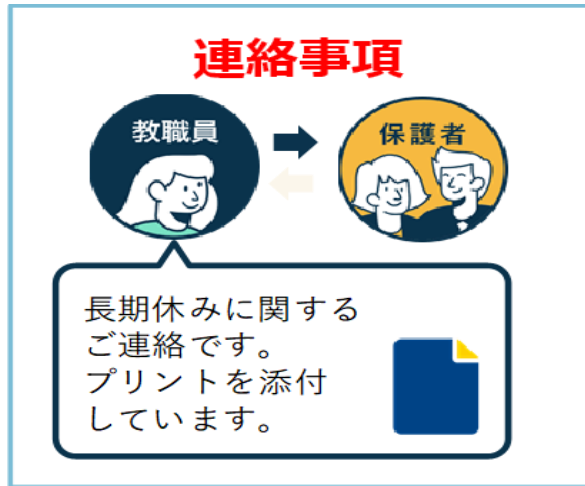 連絡事項
教職員
保護者
長期休みに関する
ご連絡です。
プリントを添付
しています。